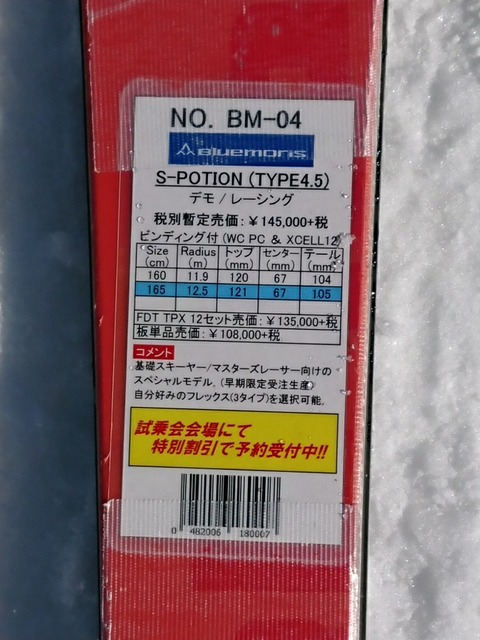 NO. BM-04
Bluemoris
S-POTION (TYPE4.5)
デモ / レーシング
税別暫定売価：￥145,000+税
ビンディング付 (WC PC & XCELL12)
Size (cm) Radius (m) トップ (mm) センター (mm) テール (mm)
160 11.9 120 67 104
165 12.5 121 67 105
FDT TPX 12セット売価：￥135,000+税
板単品売価：￥108,000+税
コメント
基礎スキーヤー/マスターズレーサー向けの
スペシャルモデル。（早期限定受注生産）
自分好みのフレックス(3タイプ)を選択可能。
試乗会会場にて
特別割引で予約受付中!!
0 482006 180007